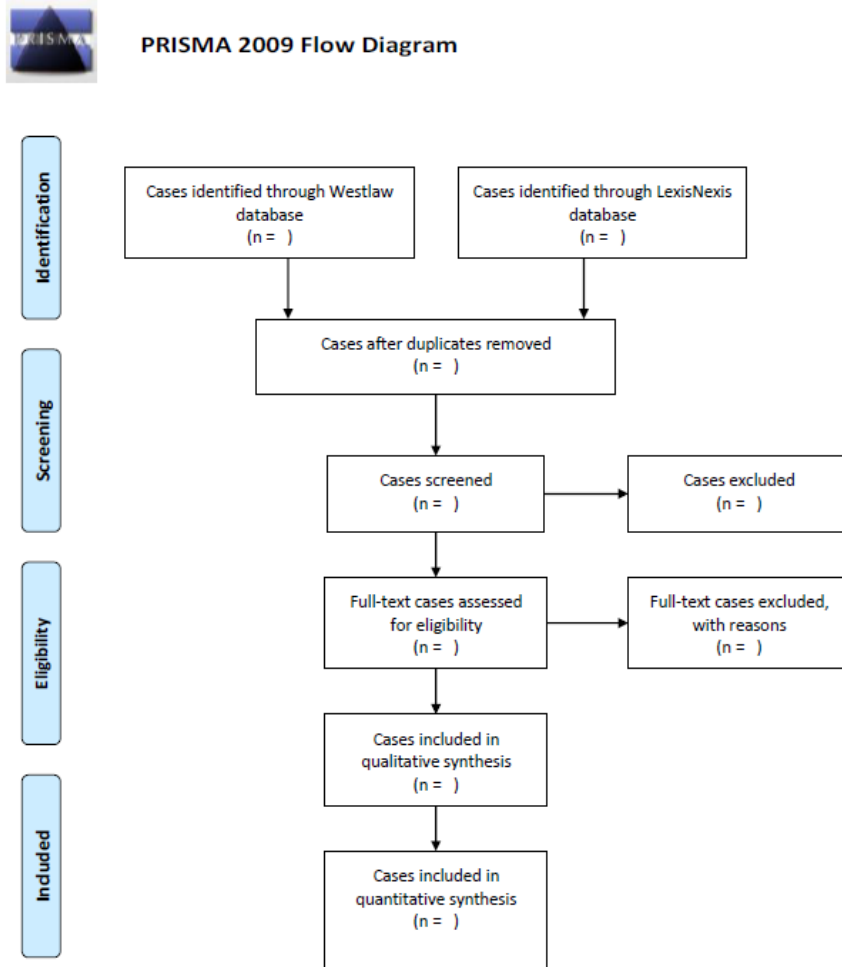 PRISMA
PRISMA 2009 Flow Diagram
Identification
Cases identified through Westlaw
database
(n =  )
Cases identified through LexisNexis
database
(n =  )
Cases after duplicates removed
(n =  )
Screening
Cases screened
(n =  )
Cases excluded
(n =  )
Eligibility
Full-text cases assessed
for eligibility
(n =  )
Full-text cases excluded,
with reasons
(n =  )
Cases included in
qualitative synthesis
(n =  )
Included
Cases included in
quantitative synthesis
(n =  )